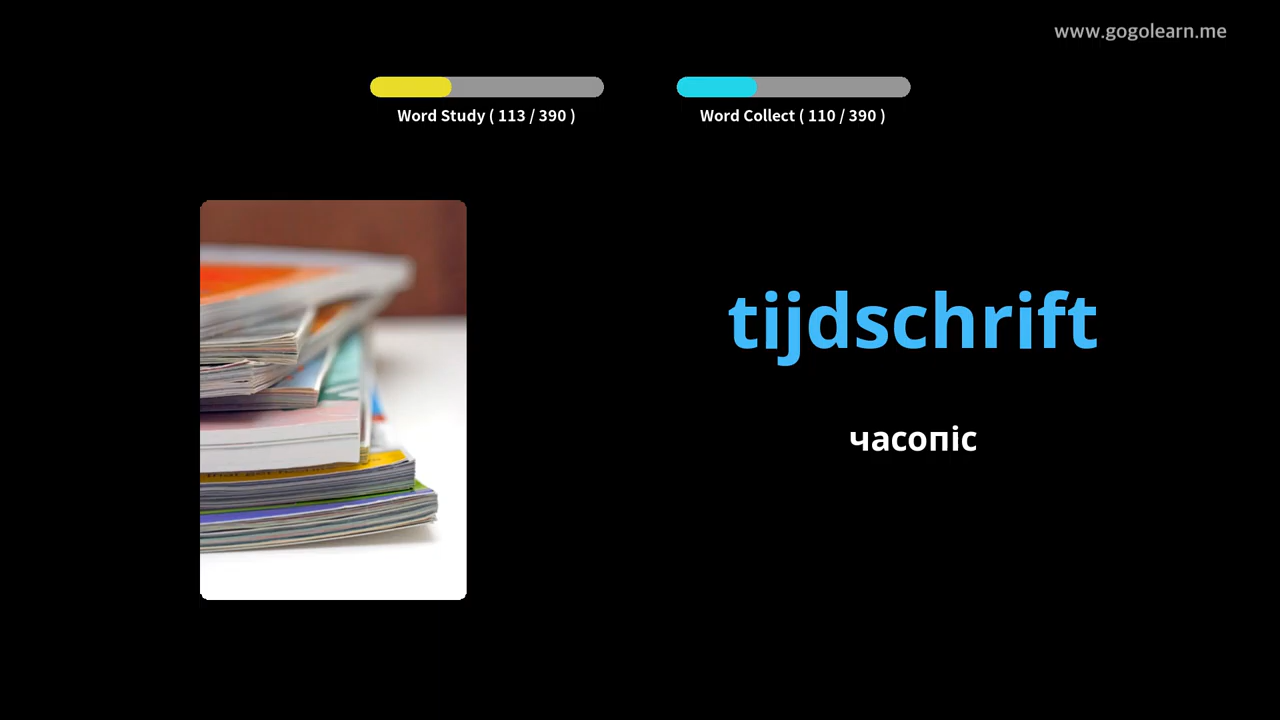 www.gogolearn.me
Word Study ( 113 / 390 )
Word Collect ( 110 / 390 )
tijdschrift
часопіс